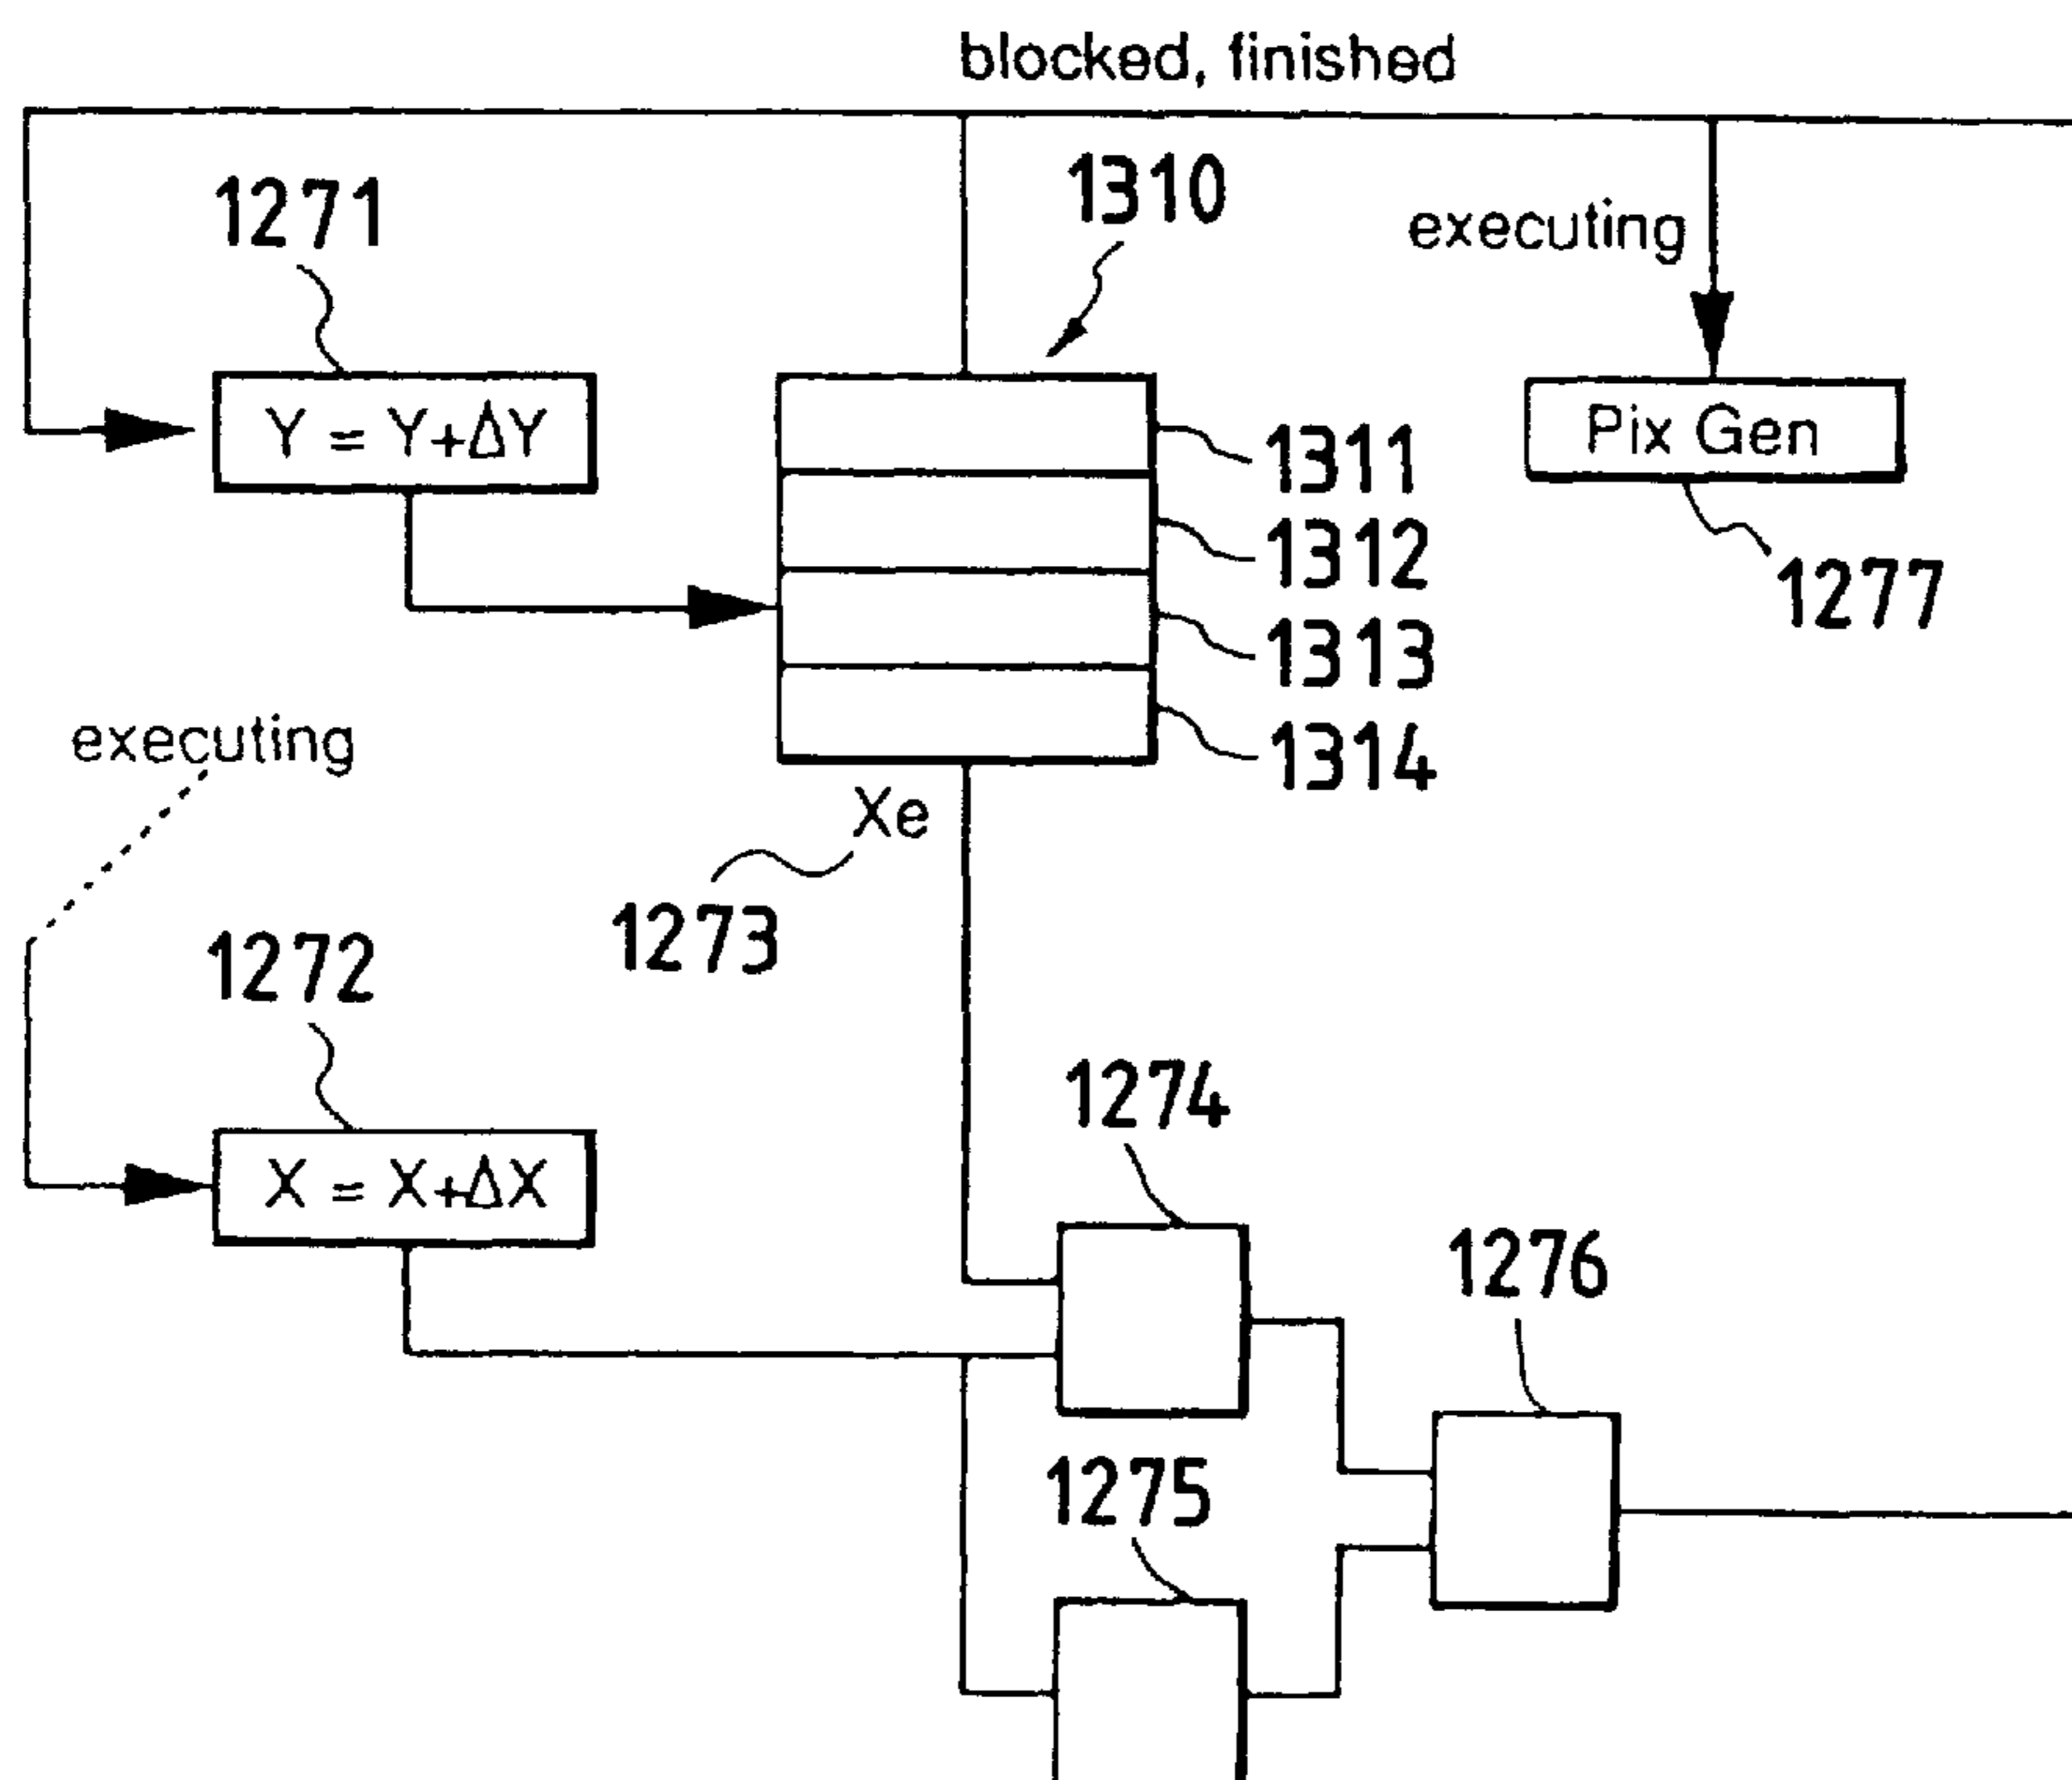 blocked, finished
1271
1310
executing
Y = Y+ΔY
Pix Gen
1311
1312
1313
1314
1277
executing
Xe
1273
1272
X = X+ΔX
1274
1276
1275